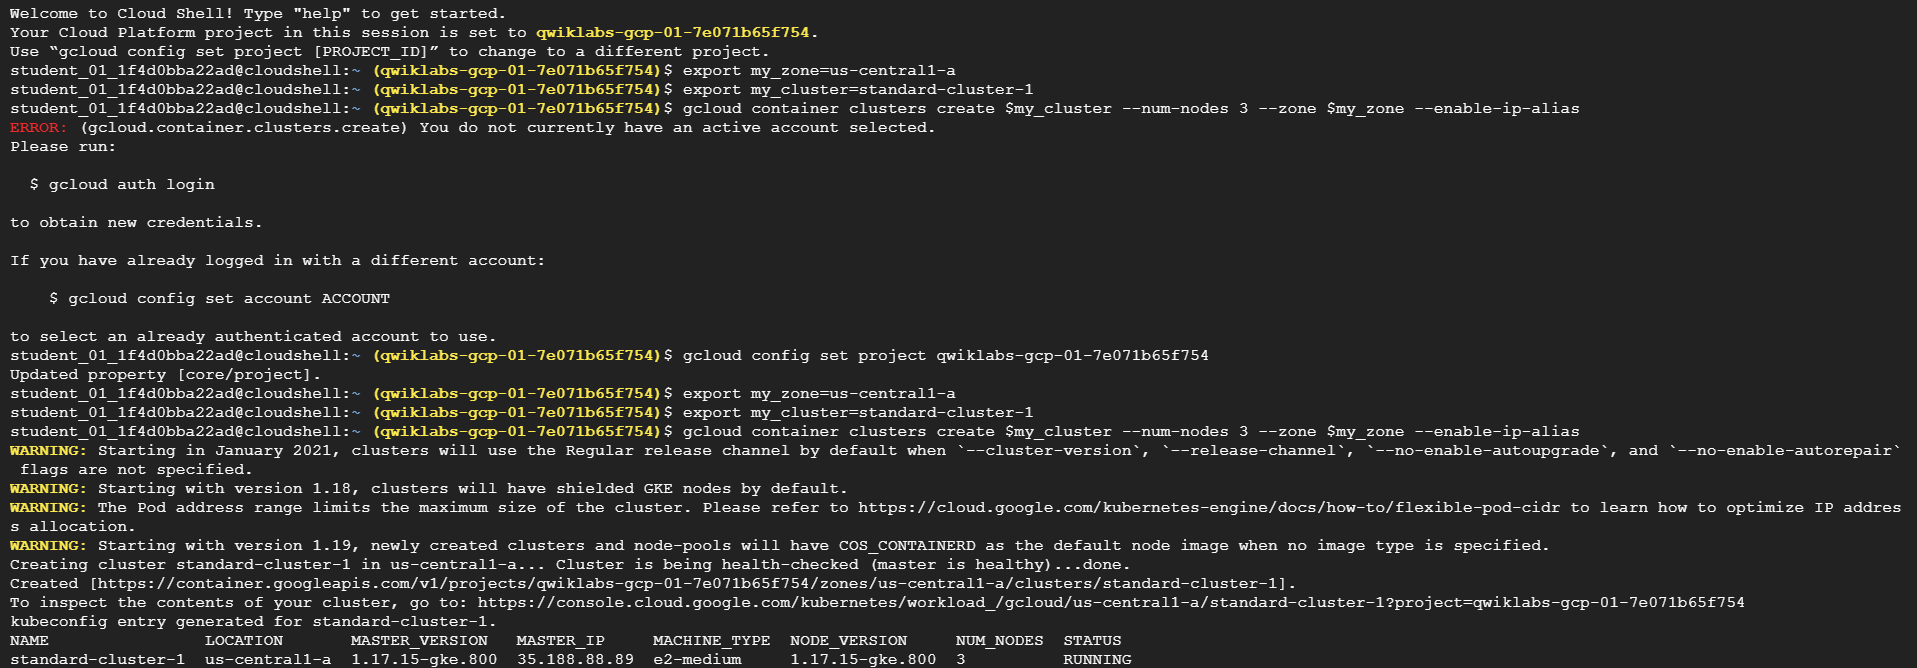 Welcome to Cloud Shell! Type "help" to get started.
Your Cloud Platform project in this session is set to qwiklabs-gcp-01-7e071b65f754.
Use “gcloud config set project [PROJECT_ID]” to change to a different project.
student_01_1f4d0bba22ad@cloudshell:~ (qwiklabs-gcp-01-7e071b65f754)$ export my_zone=us-central1-a
student_01_1f4d0bba22ad@cloudshell:~ (qwiklabs-gcp-01-7e071b65f754)$ export my_cluster=standard-cluster-1
student_01_1f4d0bba22ad@cloudshell:~ (qwiklabs-gcp-01-7e071b65f754)$ gcloud container clusters create $my_cluster --num-nodes 3 --zone $my_zone --enable-ip-alias
ERROR: (gcloud.container.clusters.create) You do not currently have an active account selected.
Please run:
$ gcloud auth login
to obtain new credentials.
If you have already logged in with a different account:
$ gcloud config set account ACCOUNT
to select an already authenticated account to use.
student_01_1f4d0bba22ad@cloudshell:~ (qwiklabs-gcp-01-7e071b65f754)$ gcloud config set project qwiklabs-gcp-01-7e071b65f754
Updated property [core/project].
student_01_1f4d0bba22ad@cloudshell:~ (qwiklabs-gcp-01-7e071b65f754)$ export my_zone=us-central1-a
student_01_1f4d0bba22ad@cloudshell:~ (qwiklabs-gcp-01-7e071b65f754)$ export my_cluster=standard-cluster-1
student_01_1f4d0bba22ad@cloudshell:~ (qwiklabs-gcp-01-7e071b65f754)$ gcloud container clusters create $my_cluster --num-nodes 3 --zone $my_zone --enable-ip-alias
WARNING: Starting in January 2021, clusters will use the Regular release channel by default when `--cluster-version`, `--release-channel`, `--no-enable-autoupgrade`, and `--no-enable-autorepair`
flags are not specified.
WARNING: Starting with version 1.18, clusters will have shielded GKE nodes by default.
WARNING: The Pod address range limits the maximum size of the cluster. Please refer to https://cloud.google.com/kubernetes-engine/docs/how-to/flexible-pod-cidr to learn how to optimize IP addres
s allocation.
WARNING: Starting with version 1.19, newly created clusters and node-pools will have COS_CONTAINERD as the default node image when no image type is specified.
Creating cluster standard-cluster-1 in us-central1-a... Cluster is being health-checked (master is healthy)...done.
Created [https://container.googleapis.com/v1/projects/qwiklabs-gcp-01-7e071b65f754/zones/us-central1-a/clusters/standard-cluster-1].
To inspect the contents of your cluster, go to: https://console.cloud.google.com/kubernetes/workload_/gcloud/us-central1-a/standard-cluster-1?project=qwiklabs-gcp-01-7e071b65f754
kubeconfig entry generated for standard-cluster-1.
NAME LOCATION MASTER_VERSION MASTER_IP MACHINE_TYPE NODE_VERSION NUM_NODES STATUS
standard-cluster-1 us-central1-a 1.17.15-gke.800 35.188.88.89 e2-medium 1.17.15-gke.800 3 RUNNING